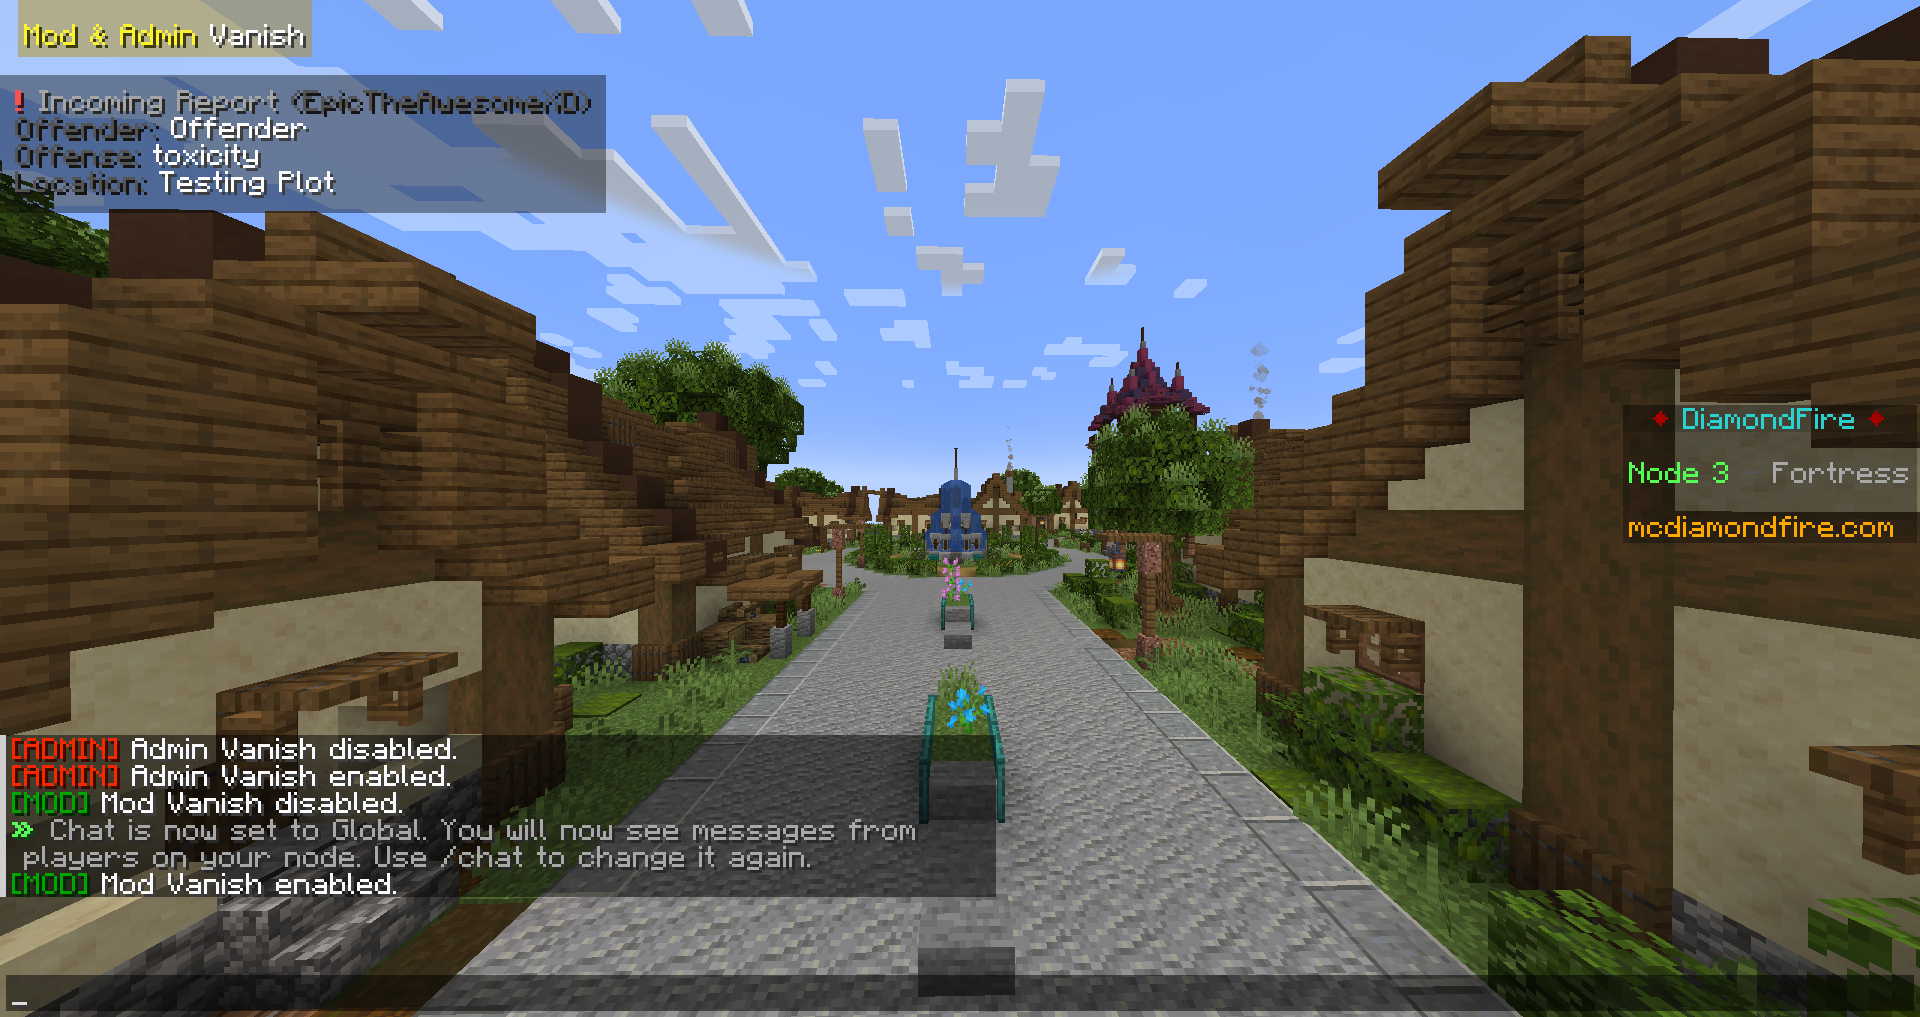 Mod & Admin Vanish
! Incoming Report (EpicTheAwesomeXD)
Offender: Offender
Offense: toxicity
Location: Testing Plot
DiamondFire
Node 3 Fortress
mcdiamondfire.com
[ADMIN] Admin Vanish disabled.
[ADMIN] Admin Vanish enabled.
[MOD] Mod Vanish disabled.
» Chat is now set to Global. You will now see messages from
players on your node. Use /chat to change it again.
[MOD] Mod Vanish enabled.
_